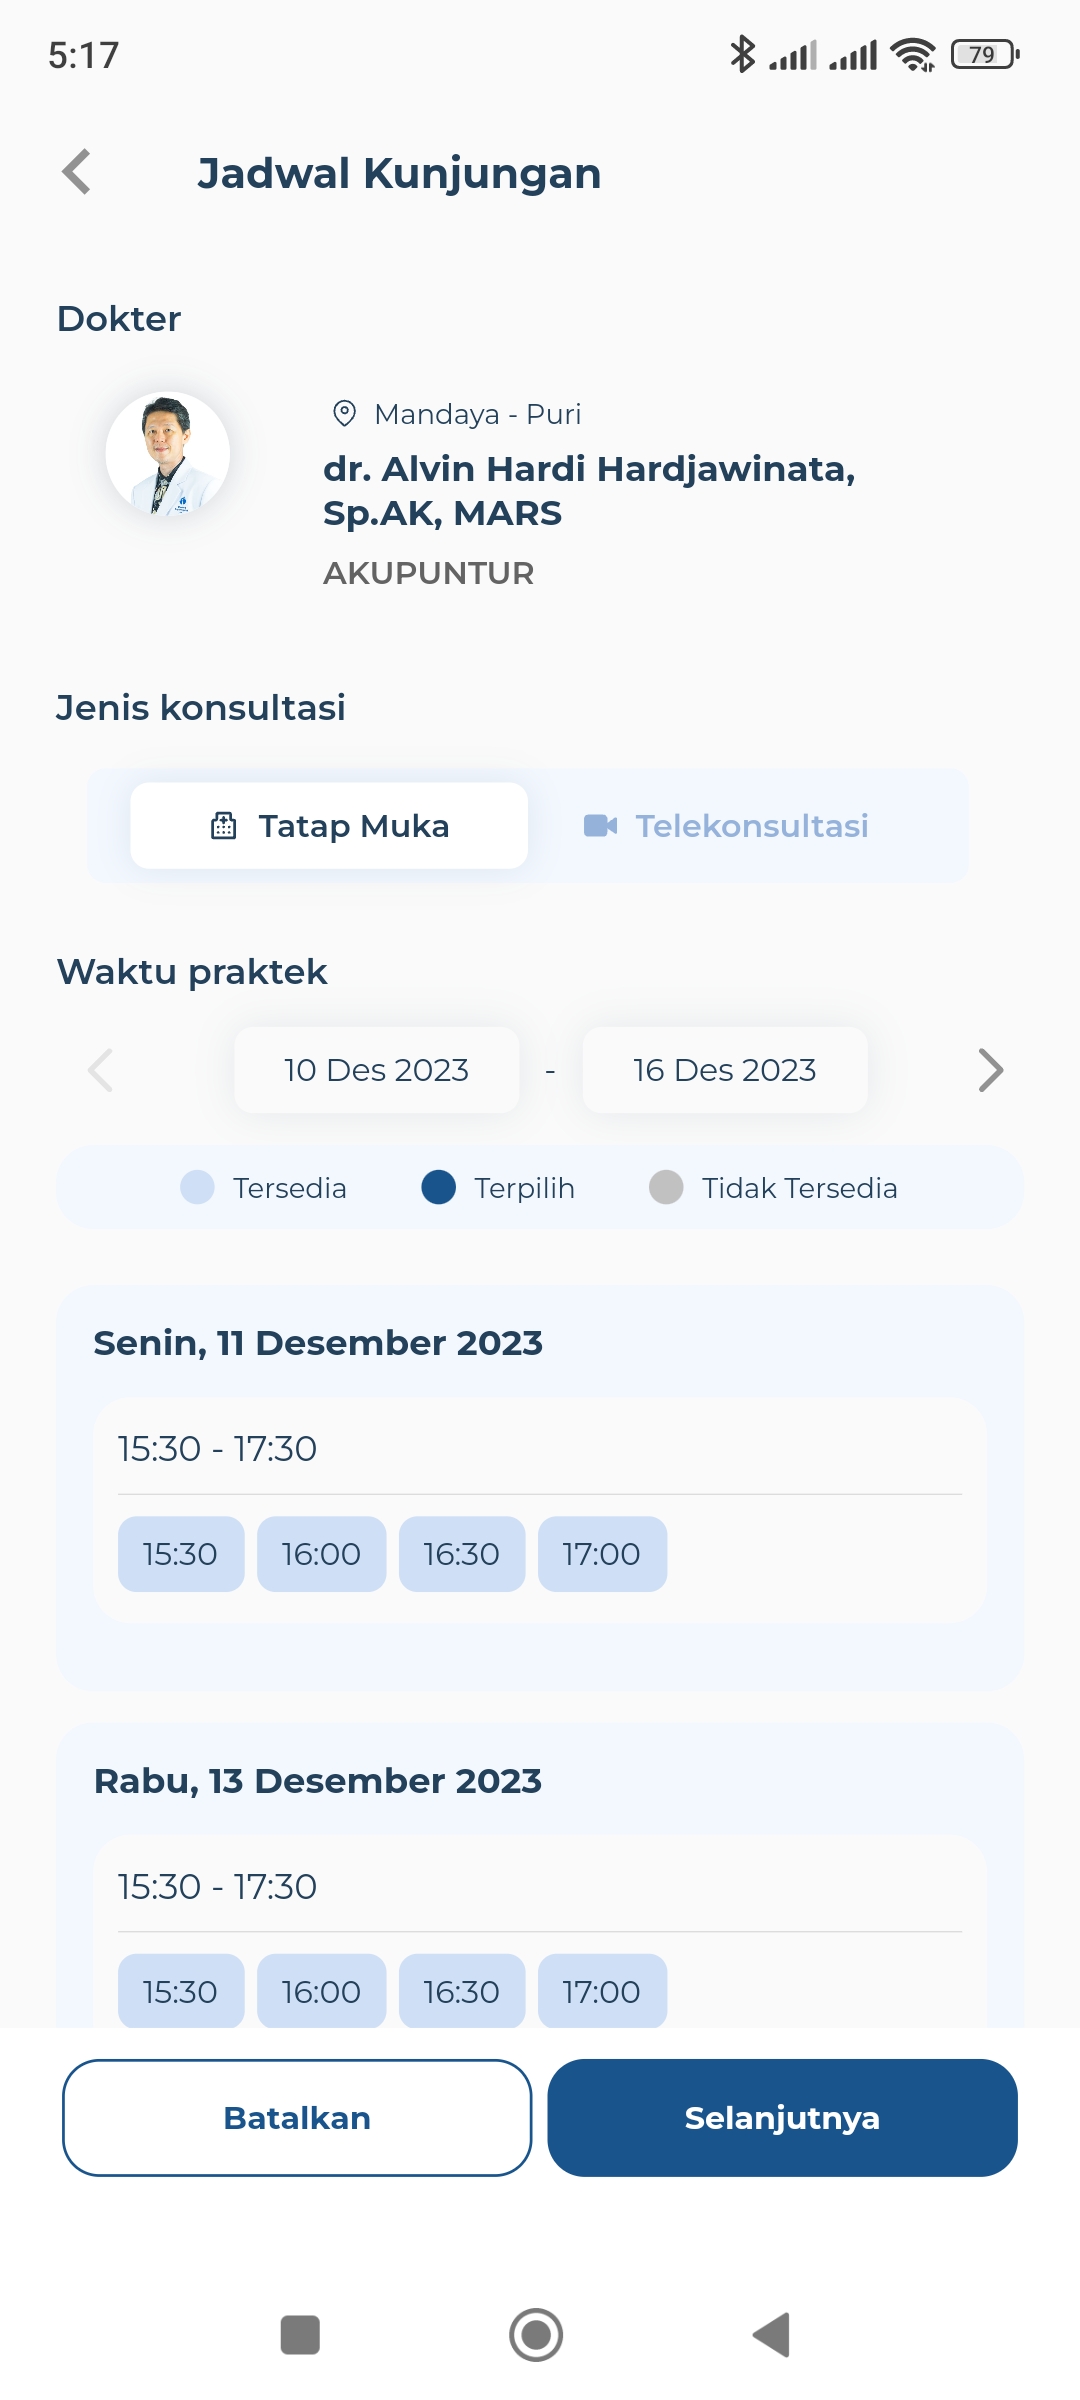 5:17
79
Jadwal Kunjungan
Dokter
Mandaya - Puri
dr. Alvin Hardi Hardjawinata,
Sp.AK, MARS
AKUPUNTUR
Jenis konsultasi
Tatap Muka
Telekonsultasi
Waktu praktek
10 Des 2023 - 16 Des 2023
Tersedia
Terpilih
Tidak Tersedia
Senin, 11 Desember 2023
15:30 - 17:30
15:30 16:00 16:30 17:00
Rabu, 13 Desember 2023
15:30 - 17:30
15:30 16:00 16:30 17:00
Batalkan
Selanjutnya